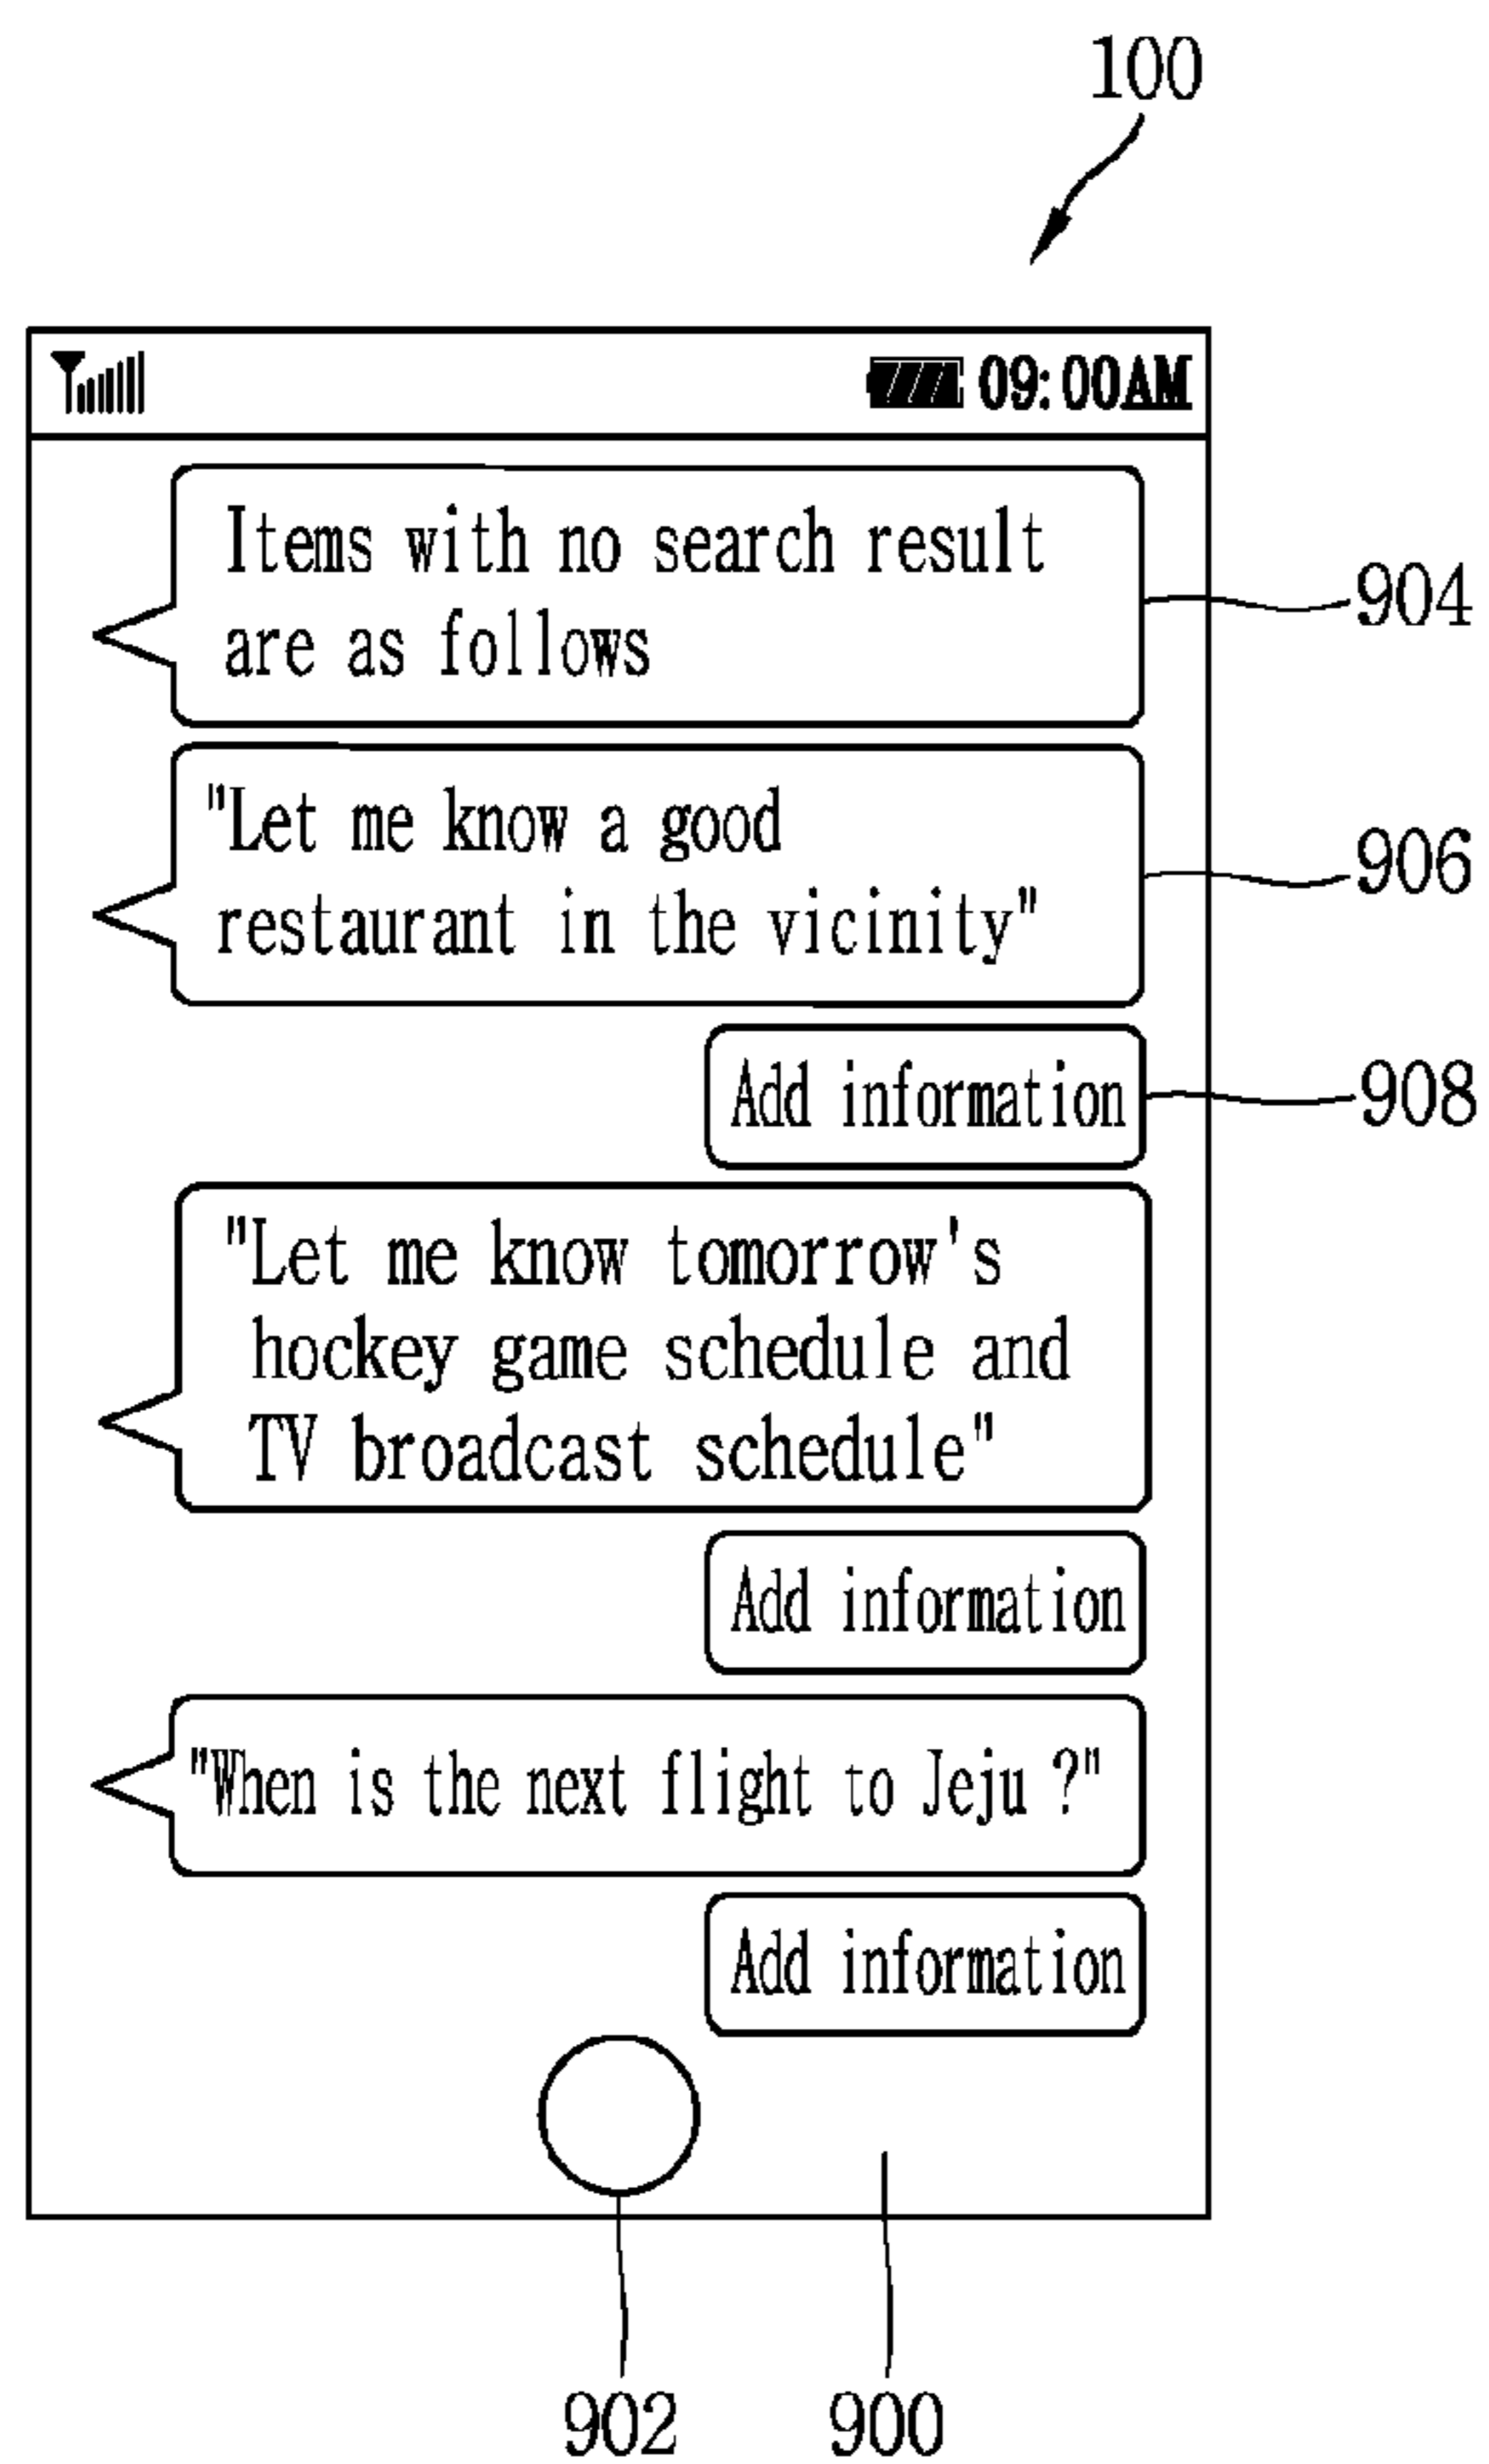 100
09:00AM
Items with no search result
are as follows
904
"Let me know a good
restaurant in the vicinity"
906
Add information
908
"Let me know tomorrow's
hockey game schedule and
TV broadcast schedule"
Add information
"When is the next flight to Jeju ?"
Add information
902
900